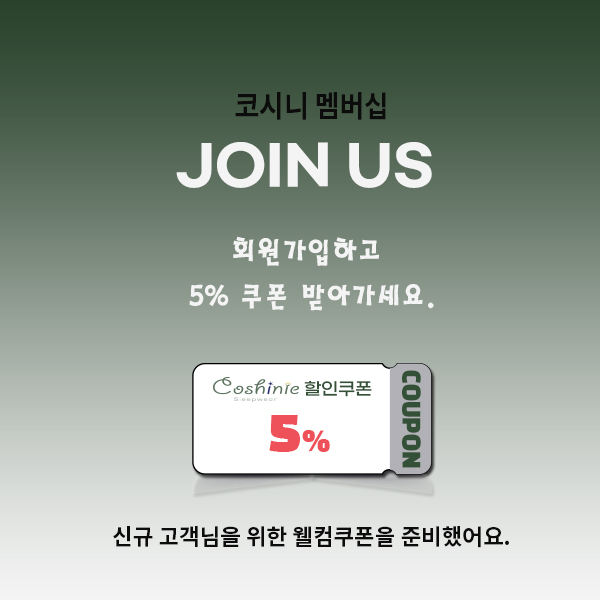 코시니 멤버십
JOIN US
회원가입하고
5% 쿠폰 받아가세요.
Coshinie 할인쿠폰
Sleepwear
5%
COUPON
신규 고객님을 위한 웰컴쿠폰을 준비했어요.